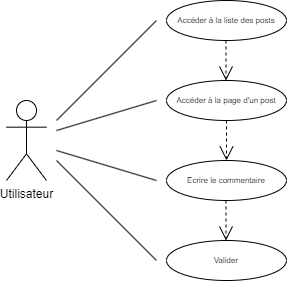 Accéder à la liste des posts
Accéder à la page d'un post
Utilisateur
Ecrire le commentaire
Valider